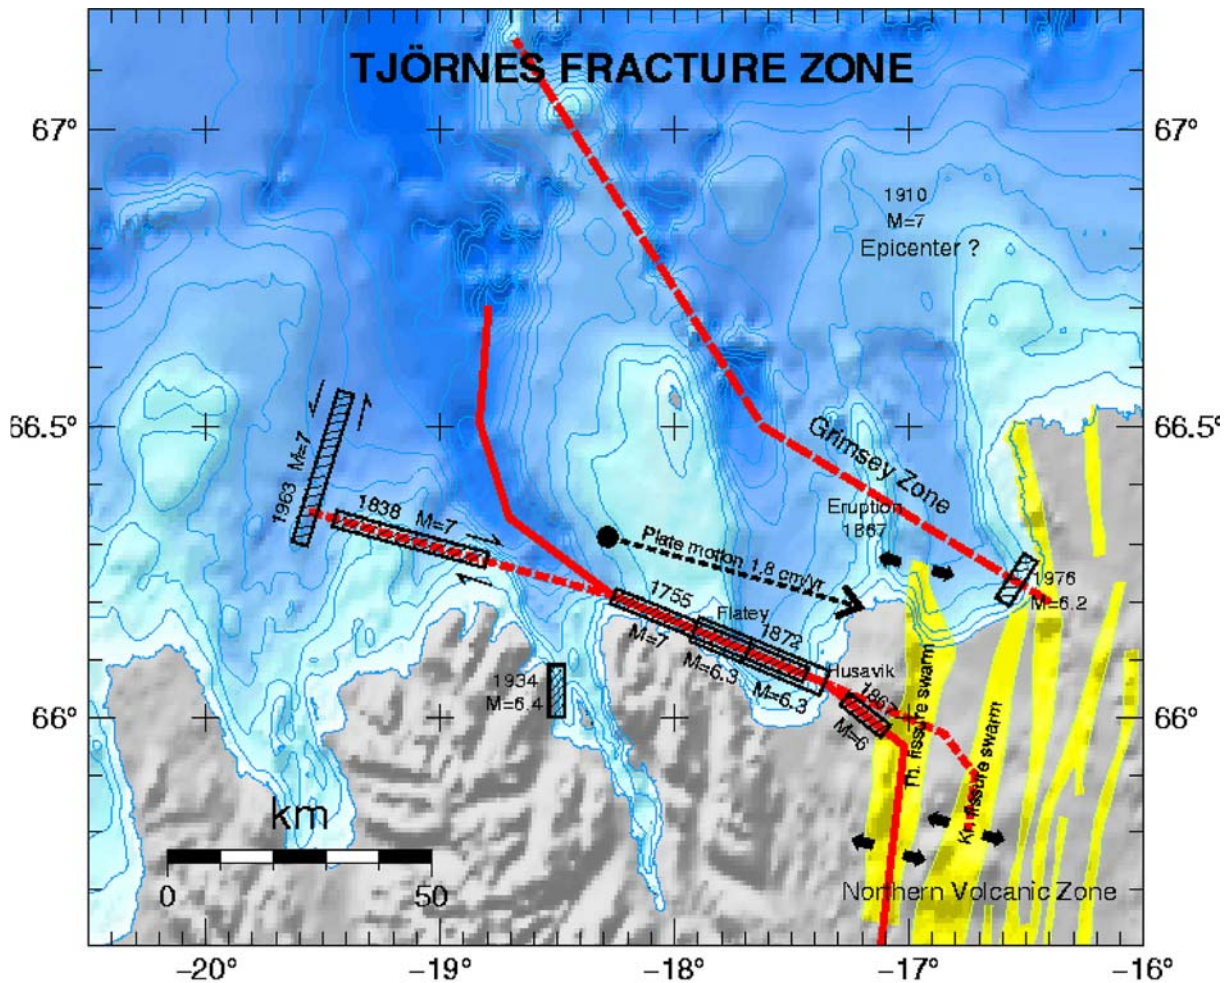 TJÖRNES FRACTURE ZONE
67°
67°
1910
M=7
Epicenter ?
66.5°
66.5°
Grimsey Zone
1963 M=7
1838 M=7
Eruption
1867
Plate motion 1.8 cm/yr
1976
M=6.2
1755
Flatey
1872
M=7
M=6.3
M=6.3
Husavik
1934
M=6.4
1867
M=6
66°
66°
Th. fissure swarm
Kr. fissure swarm
km
0
50
Northern Volcanic Zone
−20°
−19°
−18°
−17°
−16°